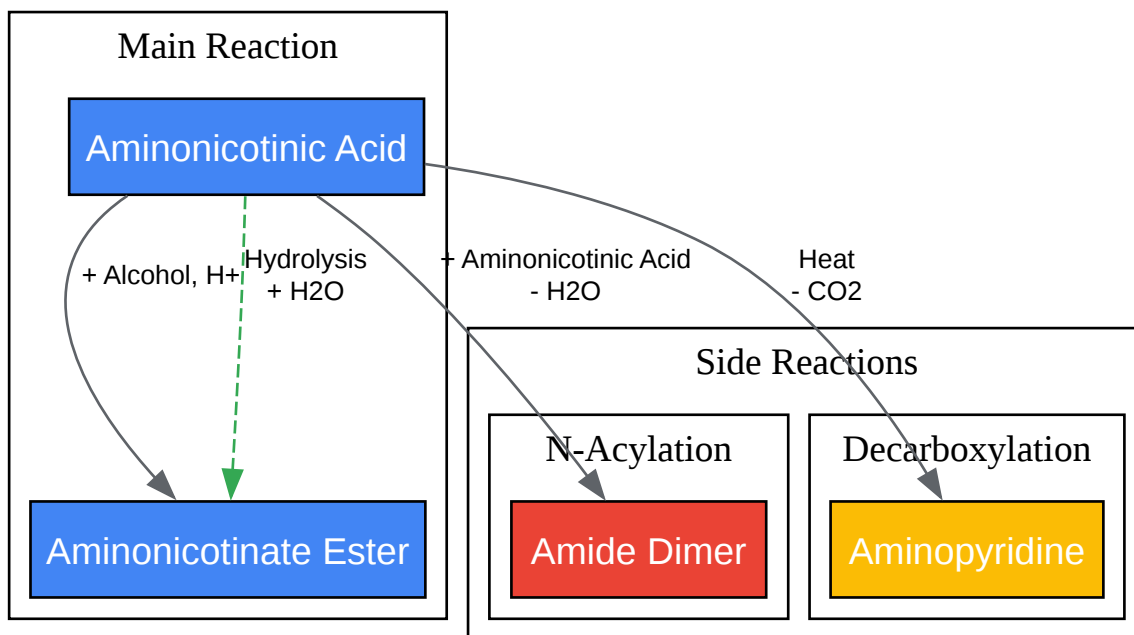 Main Reaction
Aminonicotinic Acid
+ Alcohol, H+
Hydrolysis
+ H2O
+ Aminonicotinic Acid
- H2O
Heat
- CO2
Side Reactions
N-Acylation
Decarboxylation
Aminonicotinate Ester
Amide Dimer
Aminopyridine